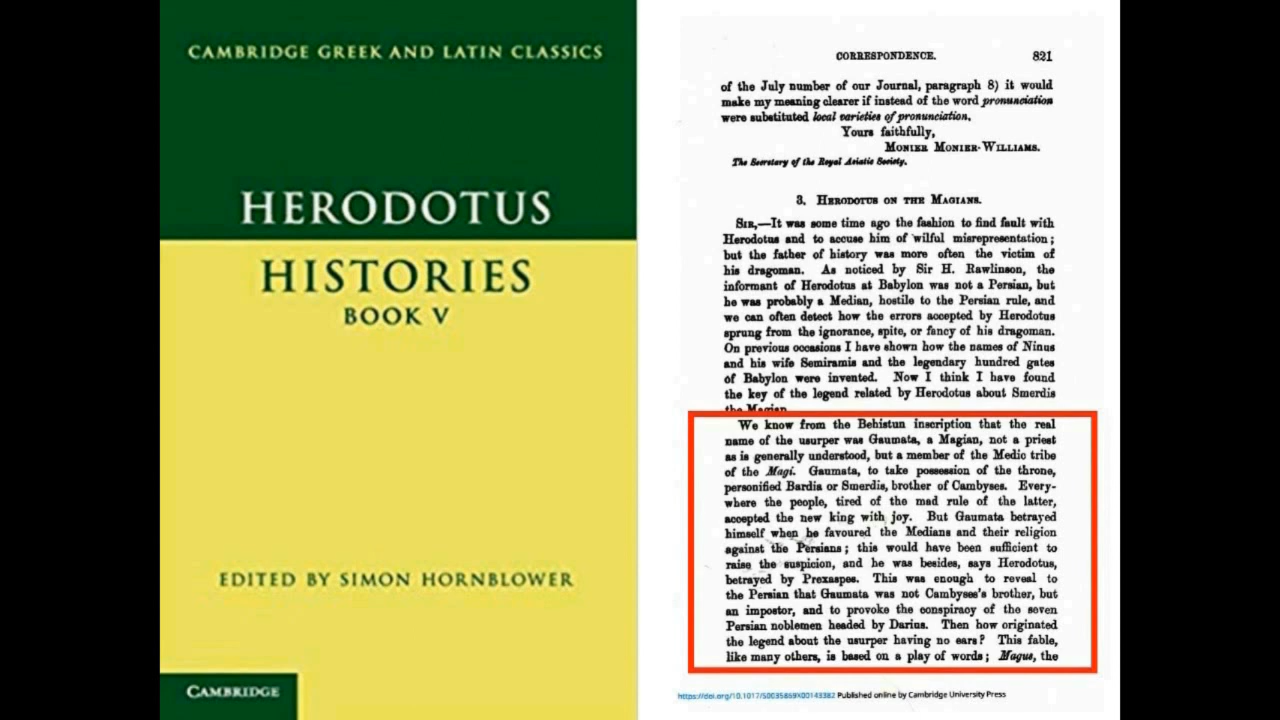 CAMBRIDGE GREEK AND LATIN CLASSICS
HERODOTUS
HISTORIES
BOOK V
EDITED BY SIMON HORNBLOWER
CAMBRIDGE
CORRESPONDENCE. 821
of the July number of our Journal, paragraph 8) it would
make my meaning clearer if instead of the word pronunciation
were substituted local varieties of pronunciation.
Yours faithfully,
MONIER MONIER-WILLIAMS.
The Secretary of the Royal Asiatic Society.
3. HERODOTUS ON THE MAGIANS.
SIR,—It was some time ago the fashion to find fault with
Herodotus and to accuse him of wilful misrepresentation;
but the father of history was more often the victim of
his dragoman. As noticed by Sir H. Rawlinson, the
informant of Herodotus at Babylon was not a Persian, but
he was probably a Median, hostile to the Persian rule, and
we can often detect how the errors accepted by Herodotus
sprung from the ignorance, spite, or fancy of his dragoman.
On previous occasions I have shown how the names of Ninus
and his wife Semiramis and the legendary hundred gates
of Babylon were invented. Now I think I have found
the key of the legend related by Herodotus about Smerdis
the Magian.
We know from the Behistun inscription that the real
name of the usurper was Gaumata, a Magian, not a priest
as is generally understood, but a member of the Medic tribe
of the Magi. Gaumata, to take possession of the throne,
personified Bardia or Smerdis, brother of Cambyses. Every-
where the people, tired of the mad rule of the latter,
accepted the new king with joy. But Gaumata betrayed
himself when he favoured the Medians and their religion
against the Persians; this would have been sufficient to
raise the suspicion, and he was besides, says Herodotus,
betrayed by Prexaspes. This was enough to reveal to
the Persian that Gaumata was not Cambyses's brother, but
an impostor, and to provoke the conspiracy of the seven
Persian noblemen headed by Darius. Then how originated
the legend about the usurper having no ears? This fable,
like many others, is based on a play of words; Magus, the
https://doi.org/10.1017/S0035869X00143382 Published online by Cambridge University Press